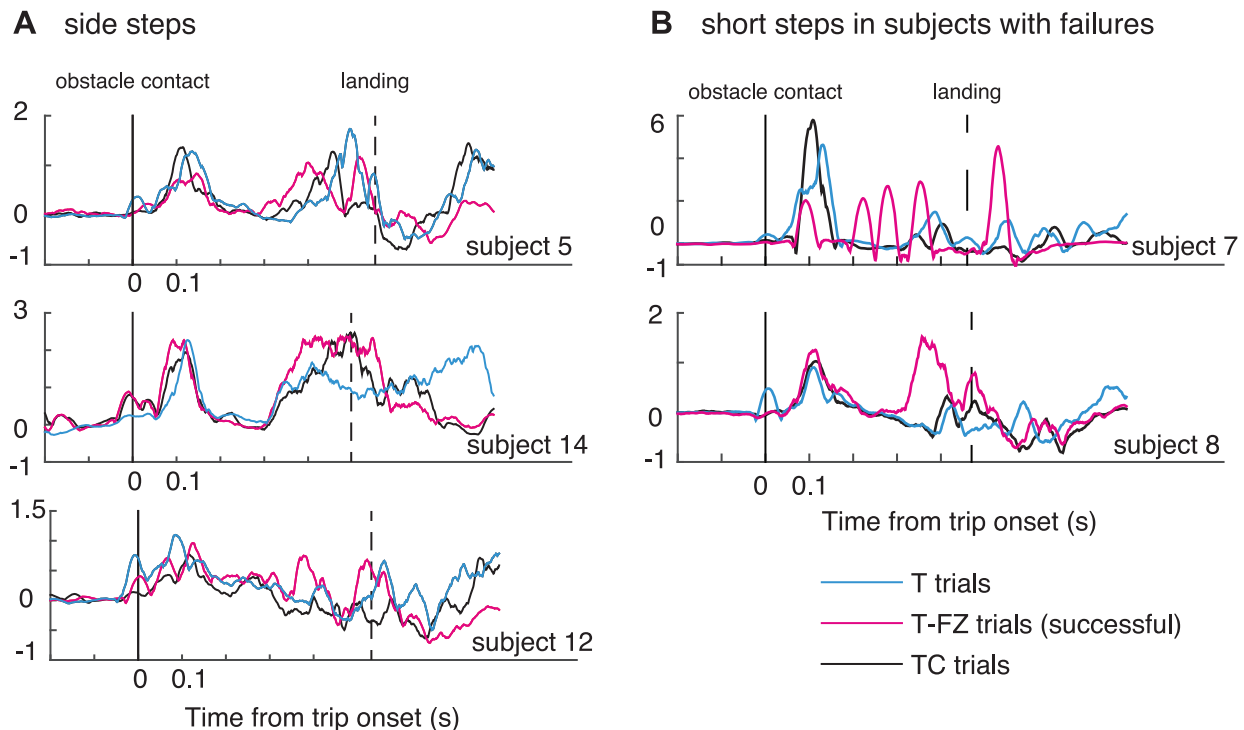 A side steps
obstacle contact landing
2
0
-1
subject 5
0 0.1
3
0
-1
subject 14
0 0.1
1.5
0
-1
subject 12
0 0.1
Time from trip onset (s)
B short steps in subjects with failures
obstacle contact landing
6
0
-1
subject 7
2
0
-1
subject 8
0 0.1
Time from trip onset (s)
T trials
T-FZ trials (successful)
TC trials